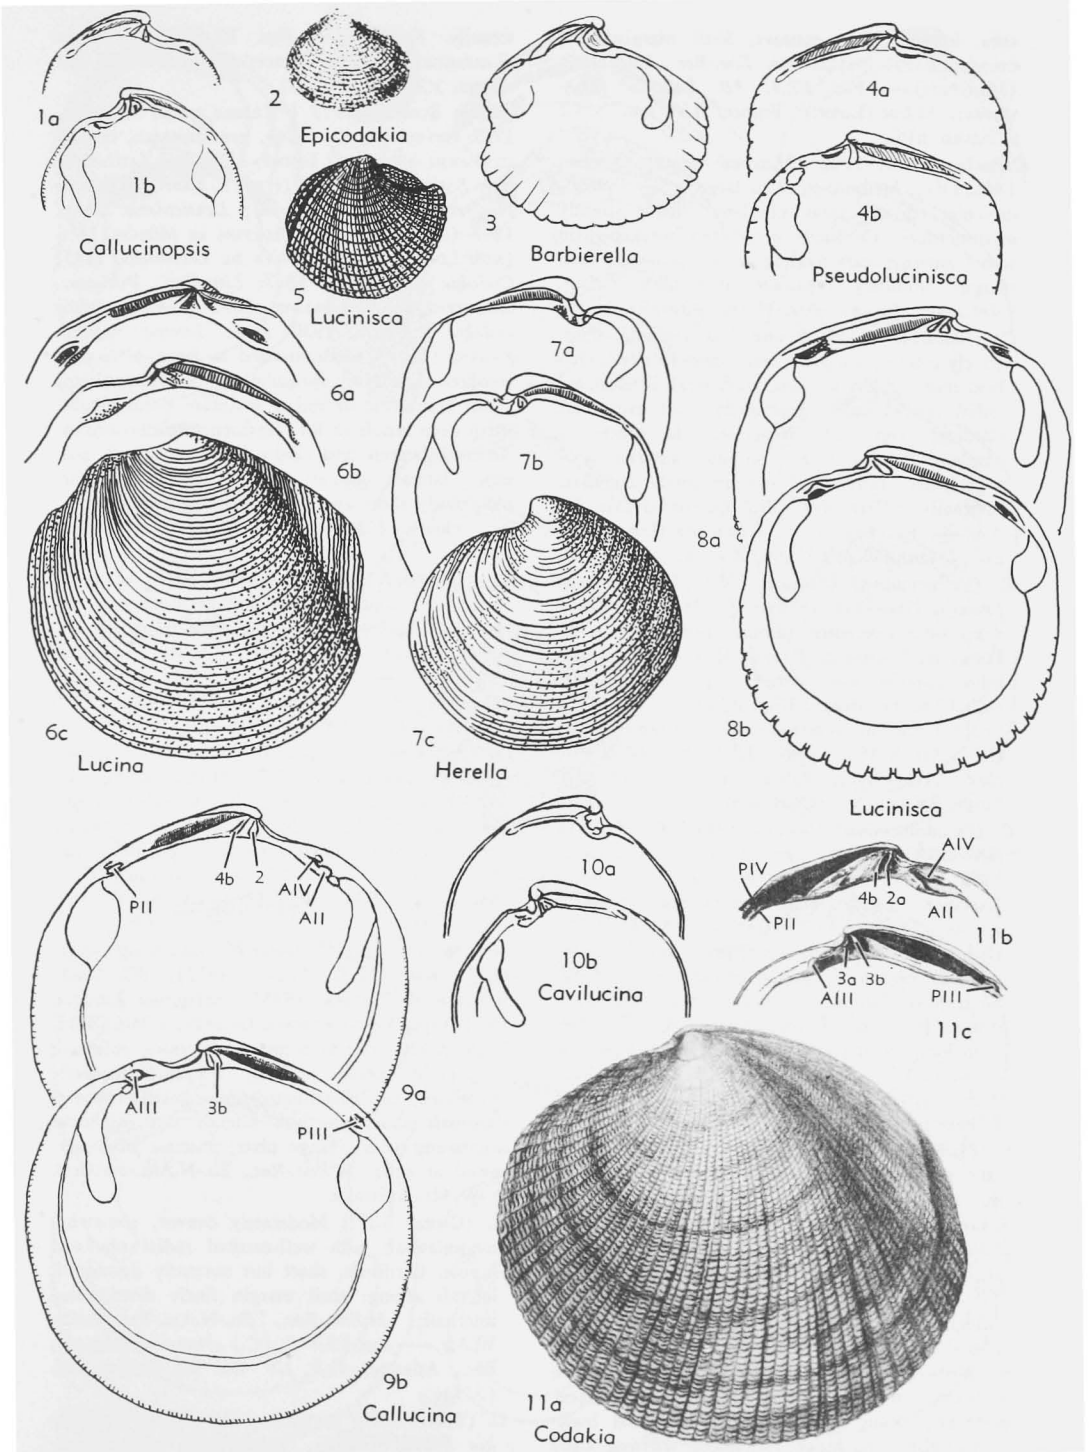 1a
1b
Callucinopsis
2
Epicodakia
3
Barbierella
4a
4b
Pseudolucinisca
5
Lucinisca
6a
6b
6c
Lucina
7a
7b
7c
Herella
8a
8b
Lucinisca
4b 2
AIV
AII
PII
9a
AIII
3b
PIII
9b
Callucina
10a
10b
Cavilucina
PIV
PII
4b 2a
AIV
AII
11b
3a 3b
AIII
PIII
11c
11a
Codakia